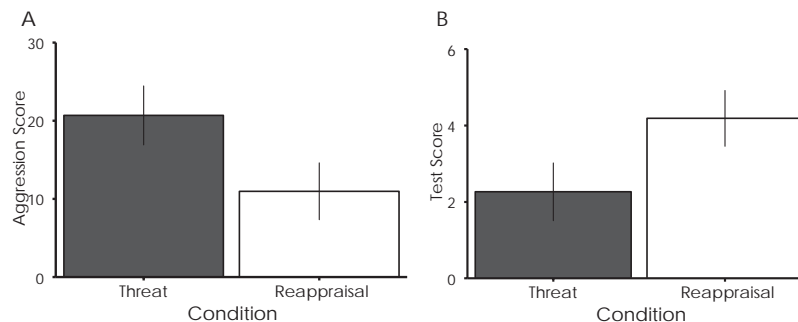 A
Aggression Score
30
20
10
0
Threat
Reappraisal
Condition
B
Test Score
6
4
2
0
Threat
Reappraisal
Condition